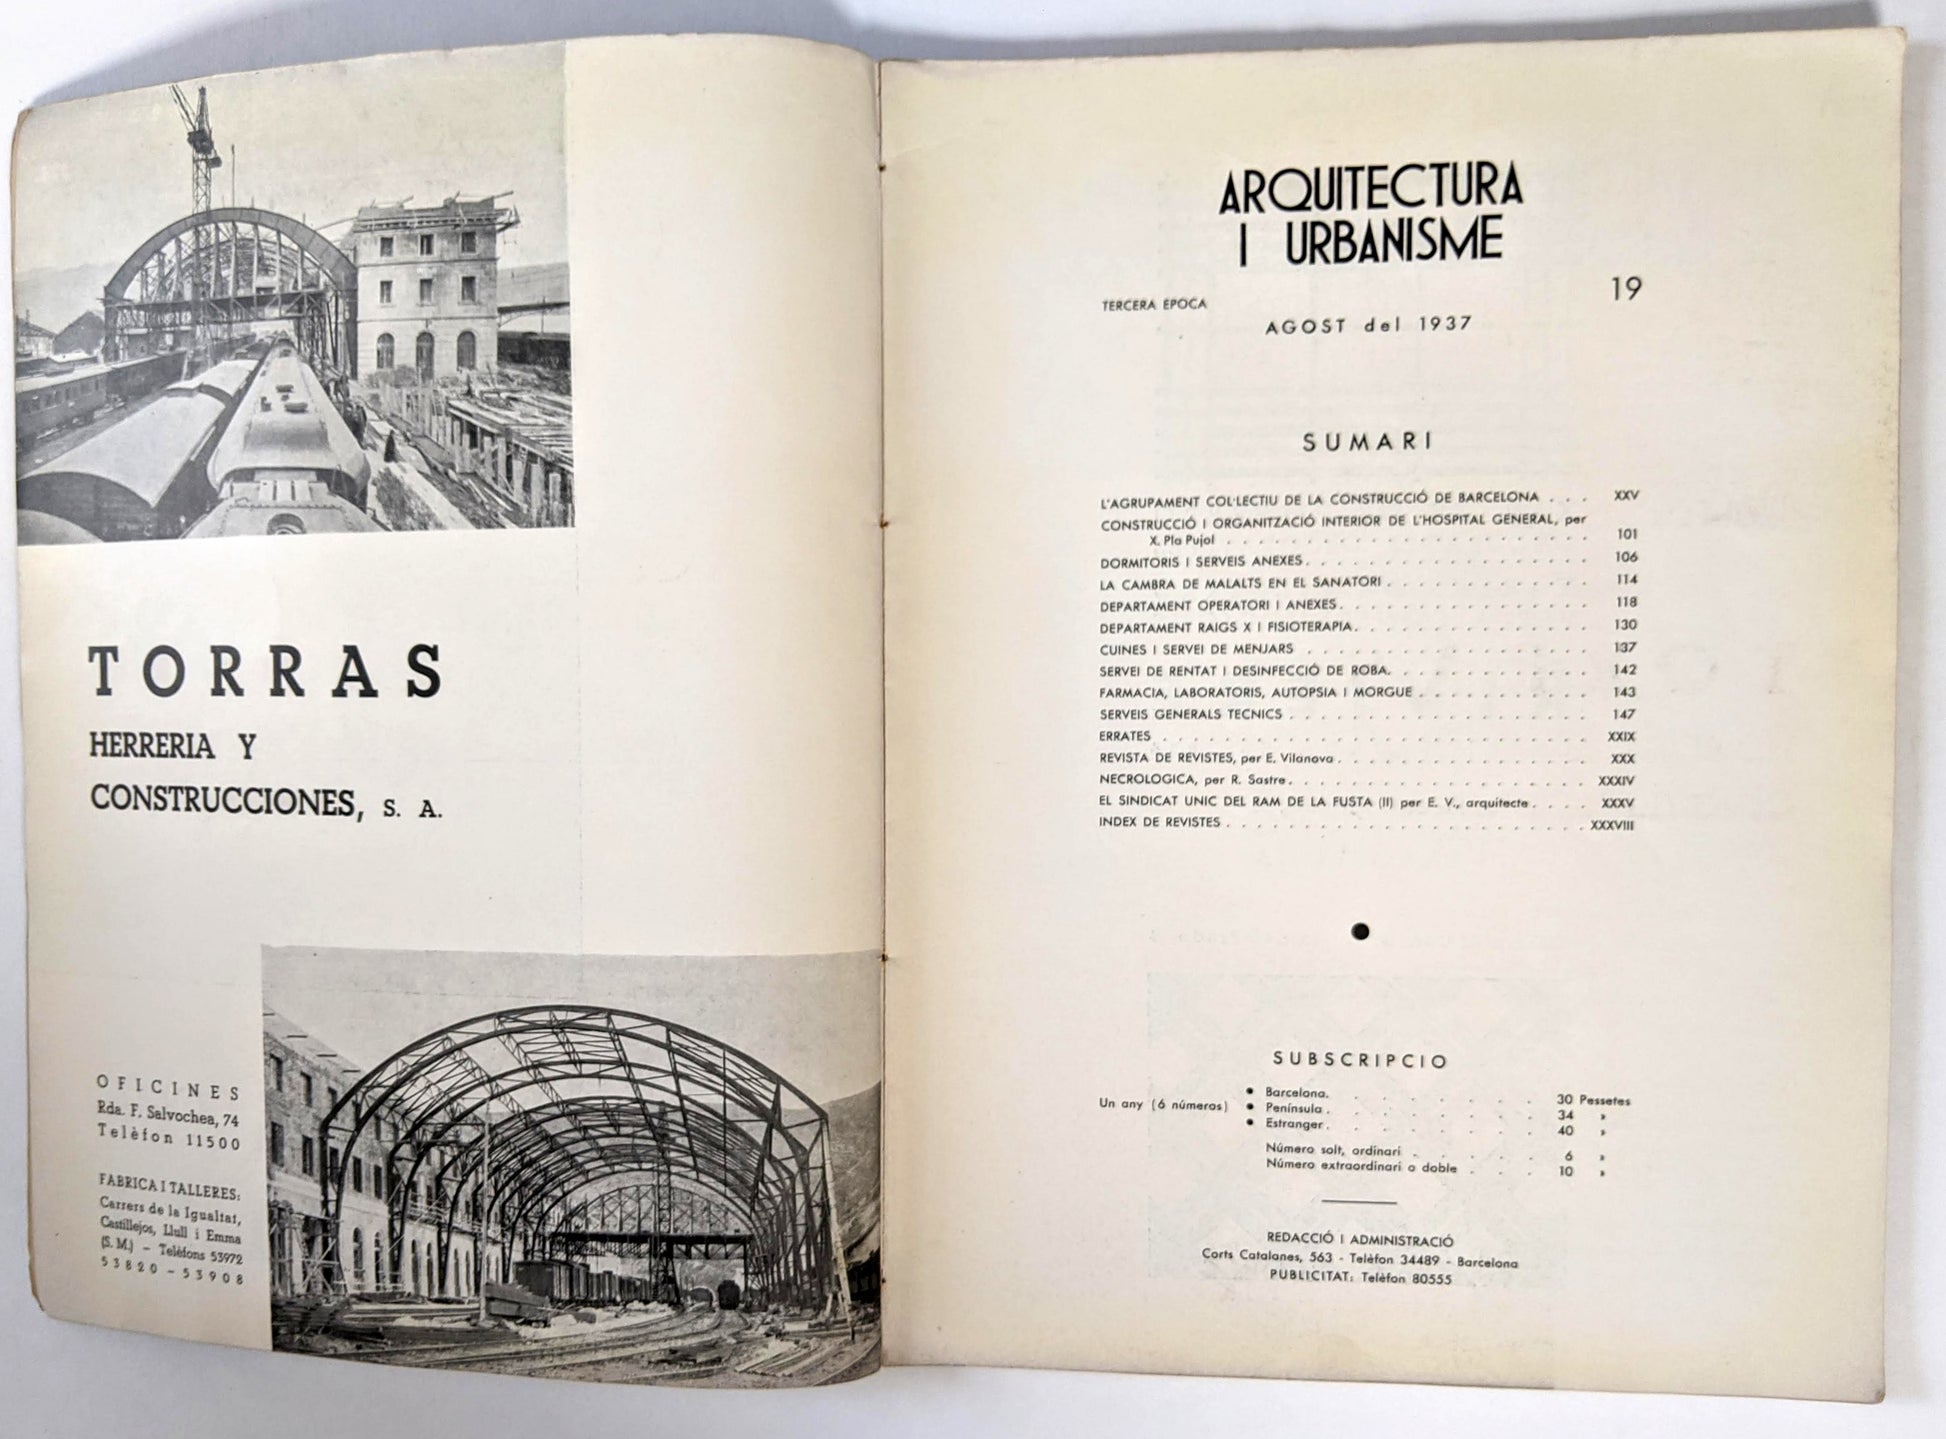 TORRAS
HERRERIA Y
CONSTRUCCIONES, S. A.
OFICINES
Rda. F. Salvochea, 74
Telèfon 11500
FABRICA I TALLERES:
Carrers de la Igualtat,
Castillejos, Llull i Emma
(S. M.) - Telèfons 53972
53820 - 53908
ARQUITECTURA
I URBANISME
19
TERCERA EPOCA
AGOST del 1937
SUMARI
L'AGRUPAMENT COL·LECTIU DE LA CONSTRUCCIÓ DE BARCELONA . . . XXV
CONSTRUCCIÓ I ORGANITZACIÓ INTERIOR DE L'HOSPITAL GENERAL, per
X. Pla Pujol . . . . . . . . . . . . . . . . . . . . . . 101
DORMITORIS I SERVEIS ANEXES. . . . . . . . . . . . . . . . . . 106
LA CAMBRA DE MALALTS EN EL SANATORI . . . . . . . . . . . . . 114
DEPARTAMENT OPERATORI I ANEXES. . . . . . . . . . . . . . . . 118
DEPARTAMENT RAIGS X I FISIOTERAPIA. . . . . . . . . . . . . . . 130
CUINES I SERVEI DE MENJARS . . . . . . . . . . . . . . . . . . 137
SERVEI DE RENTAT I DESINFECCIÓ DE ROBA. . . . . . . . . . . . . 142
FARMACIA, LABORATORIS, AUTOPSIA I MORGUE . . . . . . . . . . . 143
SERVEIS GENERALS TECNICS . . . . . . . . . . . . . . . . . . . 147
ERRATES . . . . . . . . . . . . . . . . . . . . . . . . . . . XXIX
REVISTA DE REVISTES, per E. Vilanova . . . . . . . . . . . . . . . . XXX
NECROLOGICA, per R. Sastre . . . . . . . . . . . . . . . . . . . XXXIV
EL SINDICAT UNIC DEL RAM DE LA FUSTA (II) per E. V., arquitecte . . . . XXXV
INDEX DE REVISTES . . . . . . . . . . . . . . . . . . . . . . . XXXVIII
SUBSCRIPCIO
Un any (6 números)
• Barcelona. . . . . . . . . 30 Pessetes
• Península . . . . . . . . . 34 »
• Estranger . . . . . . . . . 40 »
Número solt, ordinari . . . . . . 6 »
Número extraordinari o doble . . . 10 »
REDACCIÓ I ADMINISTRACIÓ
Corts Catalanes, 563 - Telèfon 34489 - Barcelona
PUBLICITAT: Telèfon 80555